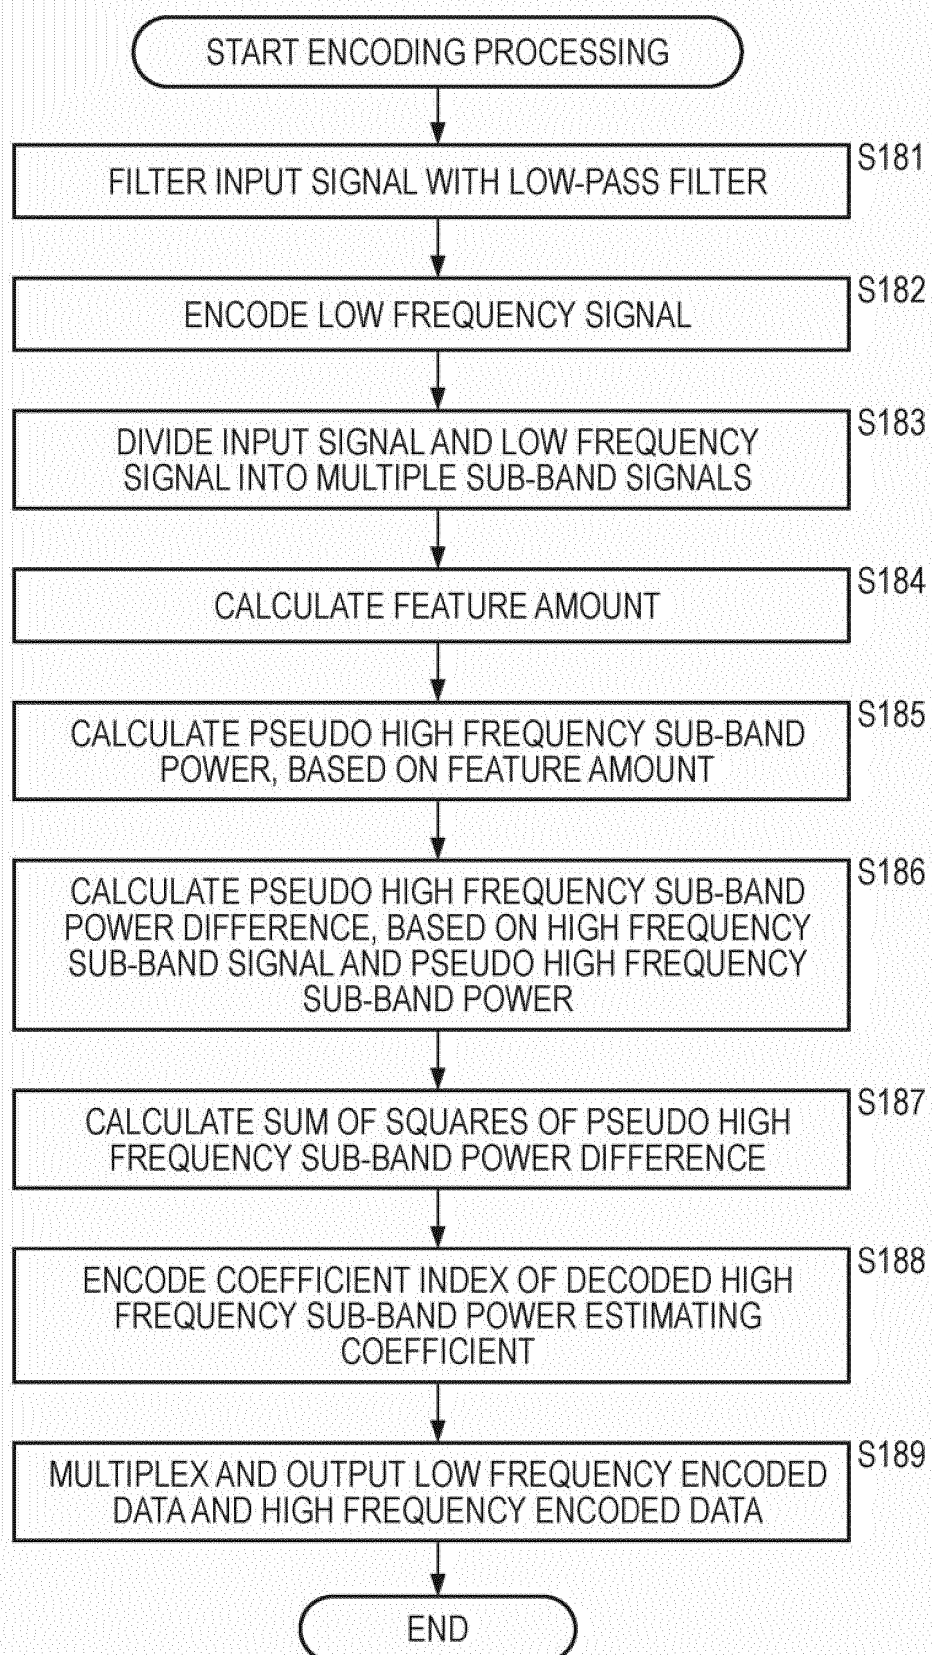 START ENCODING PROCESSING
S181
FILTER INPUT SIGNAL WITH LOW-PASS FILTER
S182
ENCODE LOW FREQUENCY SIGNAL
S183
DIVIDE INPUT SIGNAL AND LOW FREQUENCY
SIGNAL INTO MULTIPLE SUB-BAND SIGNALS
S184
CALCULATE FEATURE AMOUNT
S185
CALCULATE PSEUDO HIGH FREQUENCY SUB-BAND
POWER, BASED ON FEATURE AMOUNT
S186
CALCULATE PSEUDO HIGH FREQUENCY SUB-BAND
POWER DIFFERENCE, BASED ON HIGH FREQUENCY
SUB-BAND SIGNAL AND PSEUDO HIGH FREQUENCY
SUB-BAND POWER
S187
CALCULATE SUM OF SQUARES OF PSEUDO HIGH
FREQUENCY SUB-BAND POWER DIFFERENCE
S188
ENCODE COEFFICIENT INDEX OF DECODED HIGH
FREQUENCY SUB-BAND POWER ESTIMATING
COEFFICIENT
S189
MULTIPLEX AND OUTPUT LOW FREQUENCY ENCODED
DATA AND HIGH FREQUENCY ENCODED DATA
END